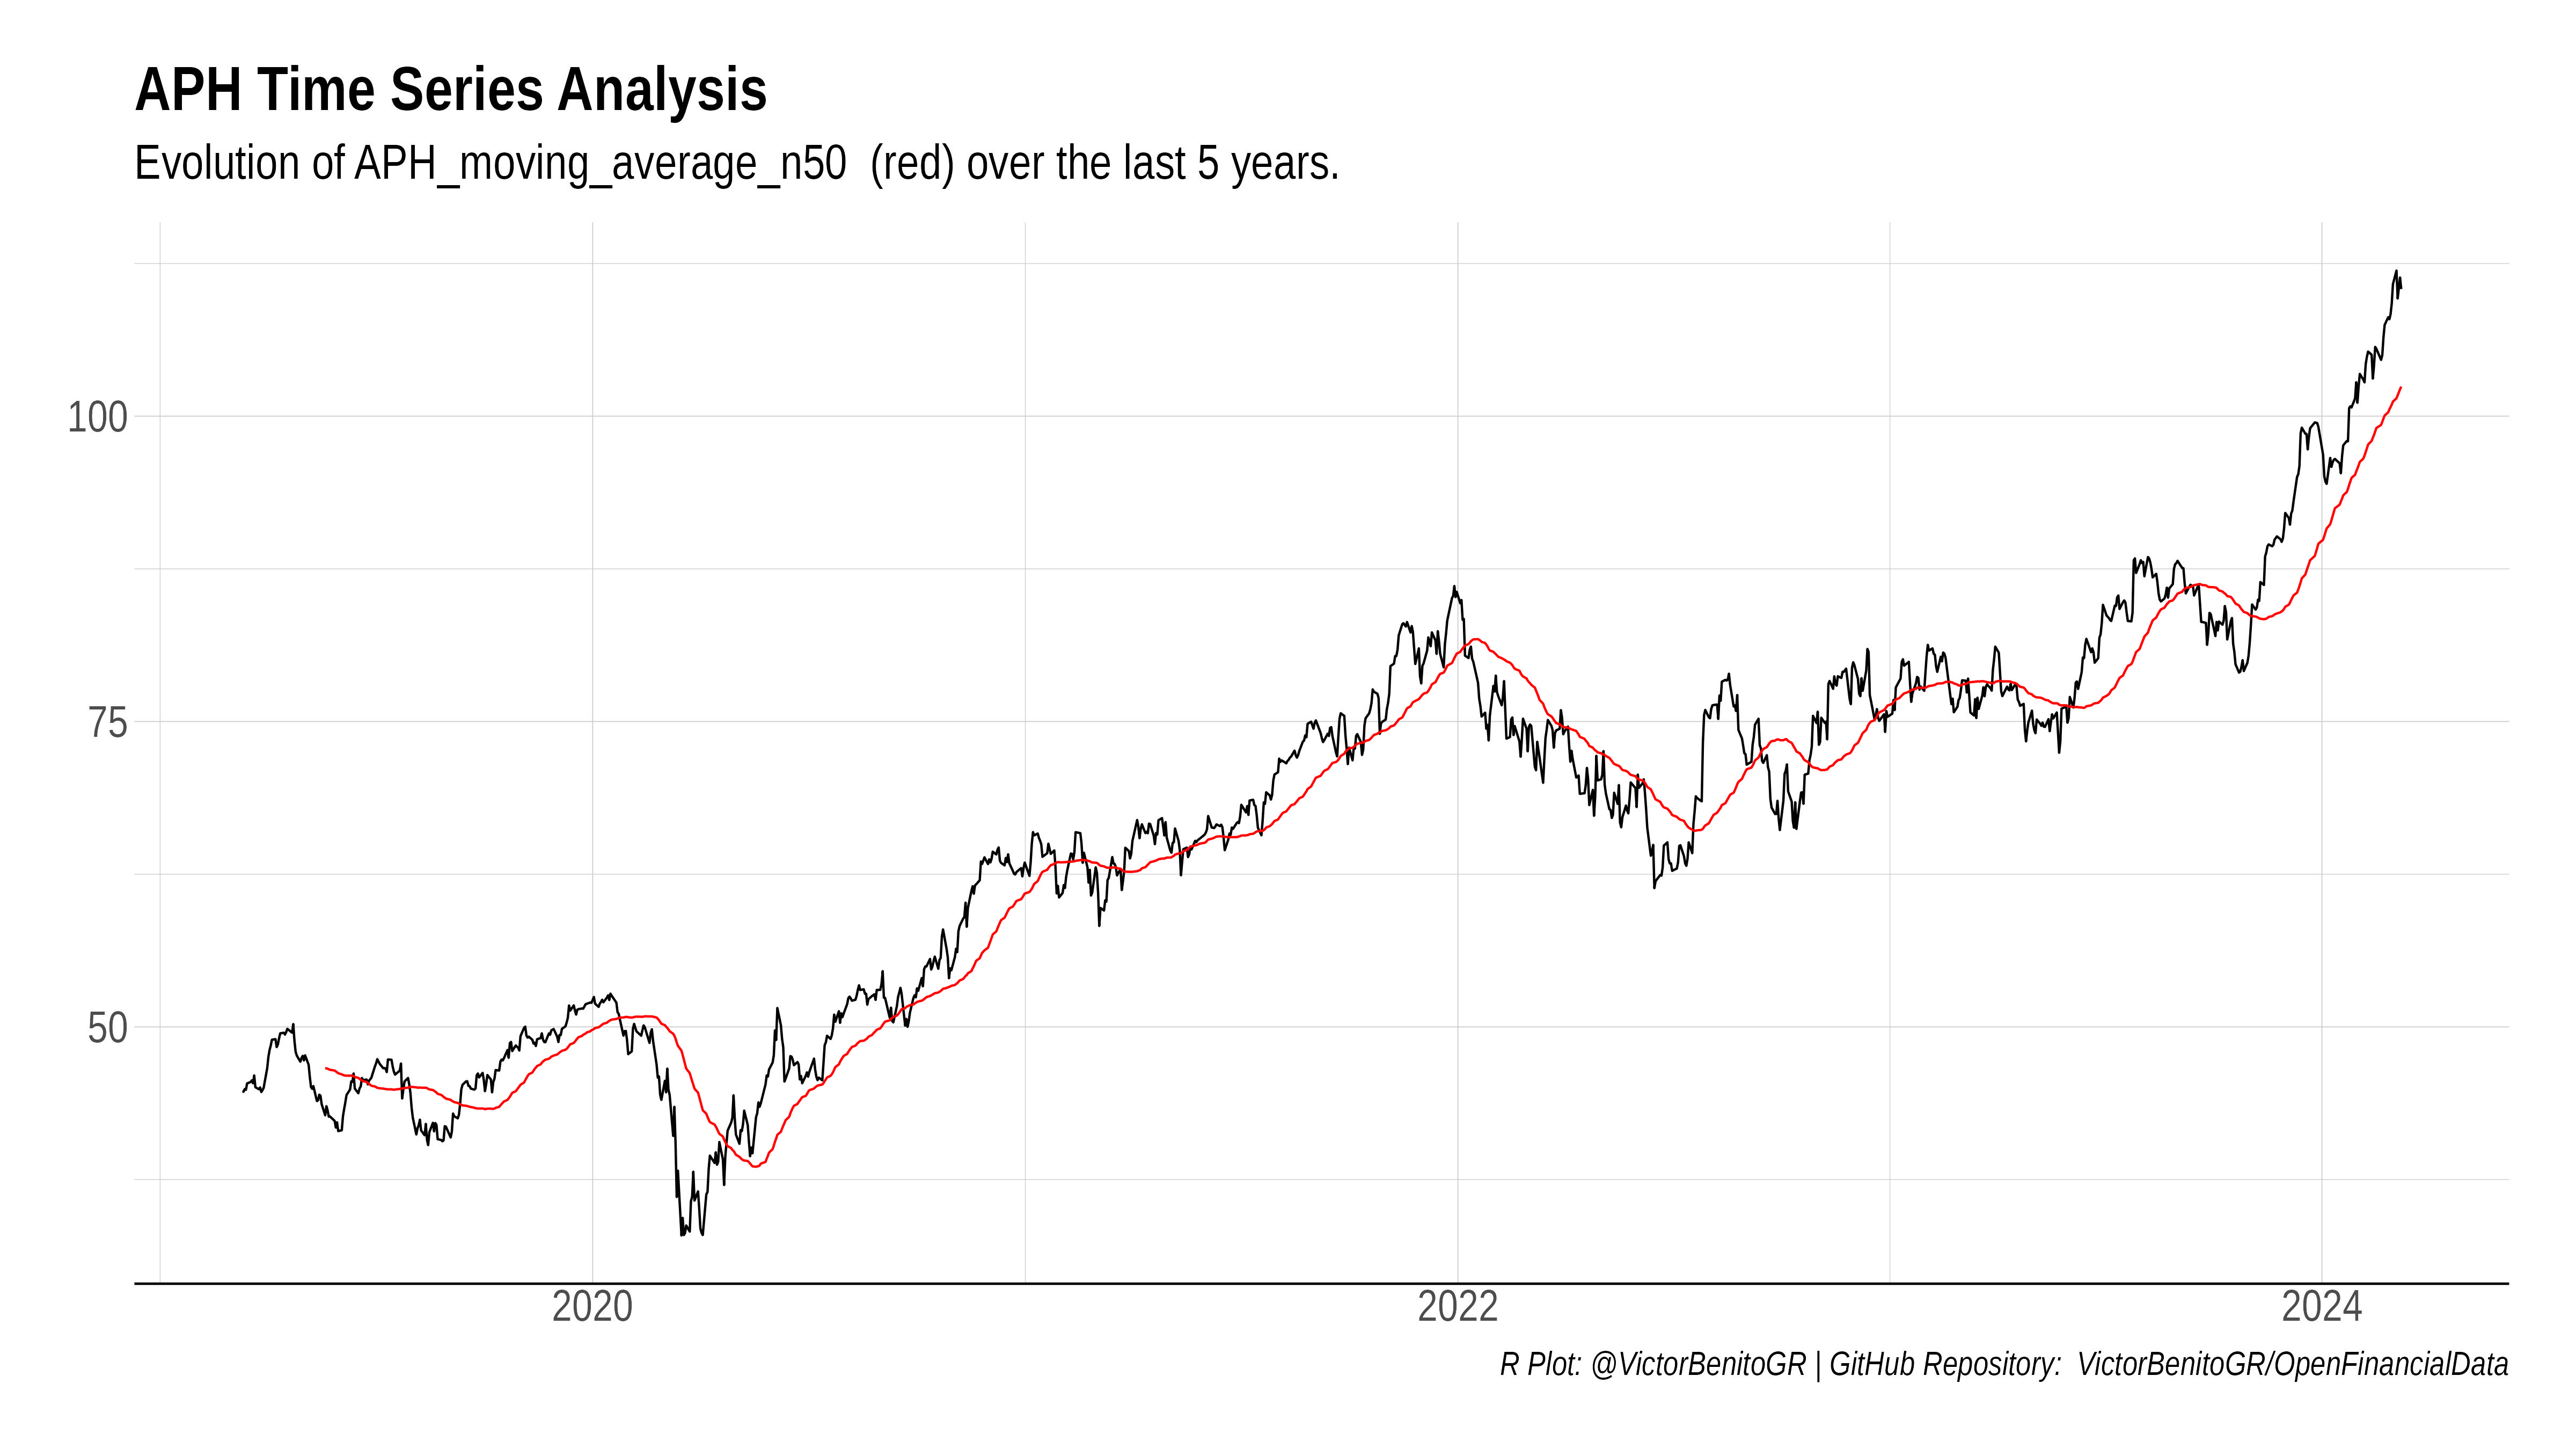 APH Time Series Analysis
Evolution of APH_moving_average_n50  (red) over the last 5 years.
100
75
50
2020
2022
2024
R Plot: @VictorBenitoGR | GitHub Repository:  VictorBenitoGR/OpenFinancialData